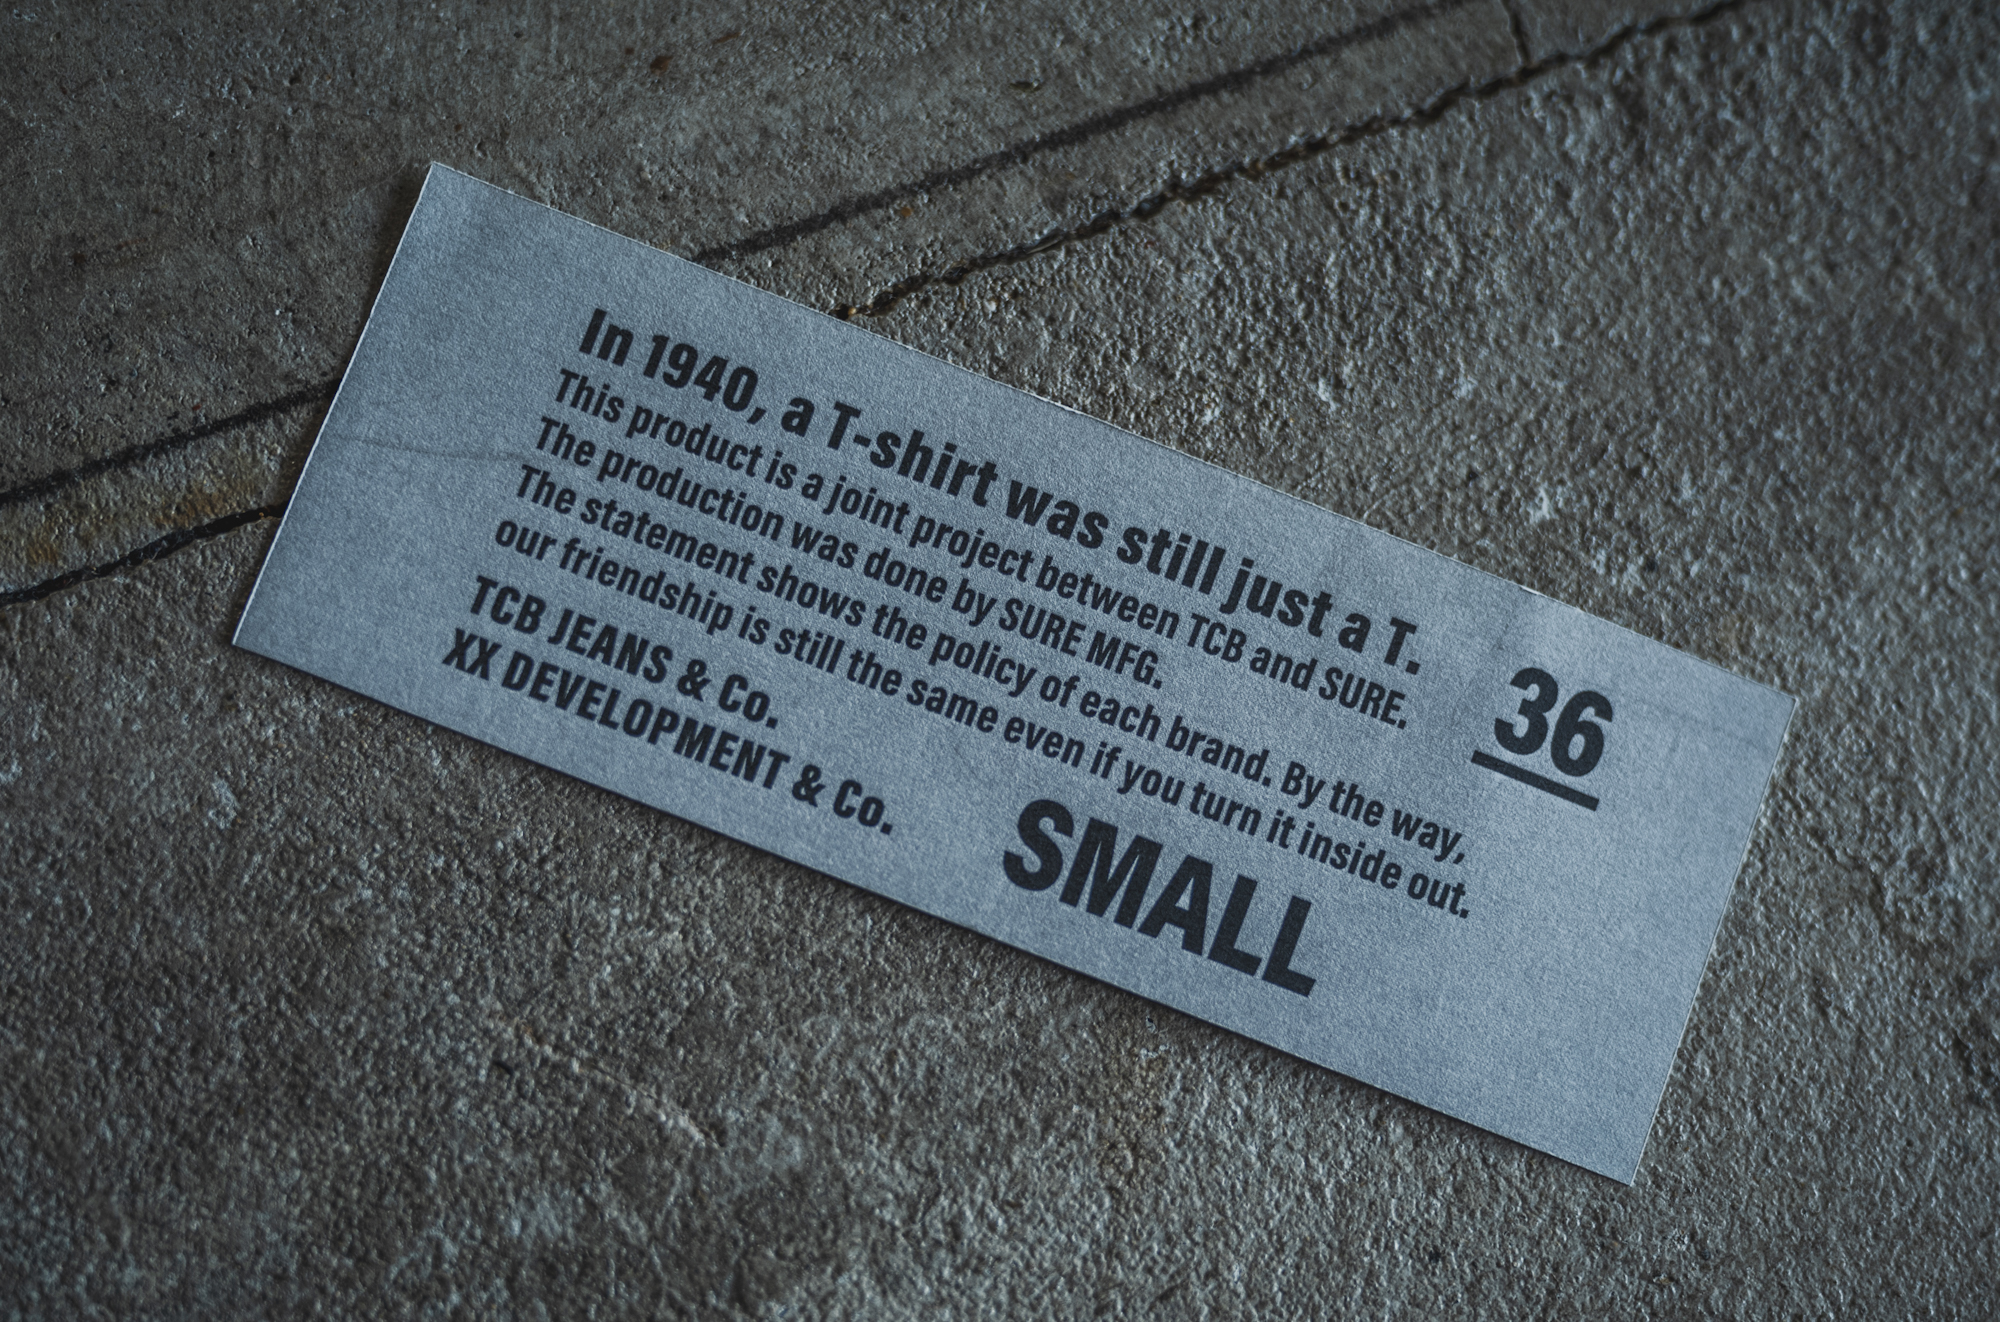 In 1940, a T-shirt was still just a T.
This product is a joint project between TCB and SURE.
The production was done by SURE MFG.
The statement shows the policy of each brand. By the way,
our friendship is still the same even if you turn it inside out.
TCB JEANS & Co.
XX DEVELOPMENT & Co.
36
SMALL